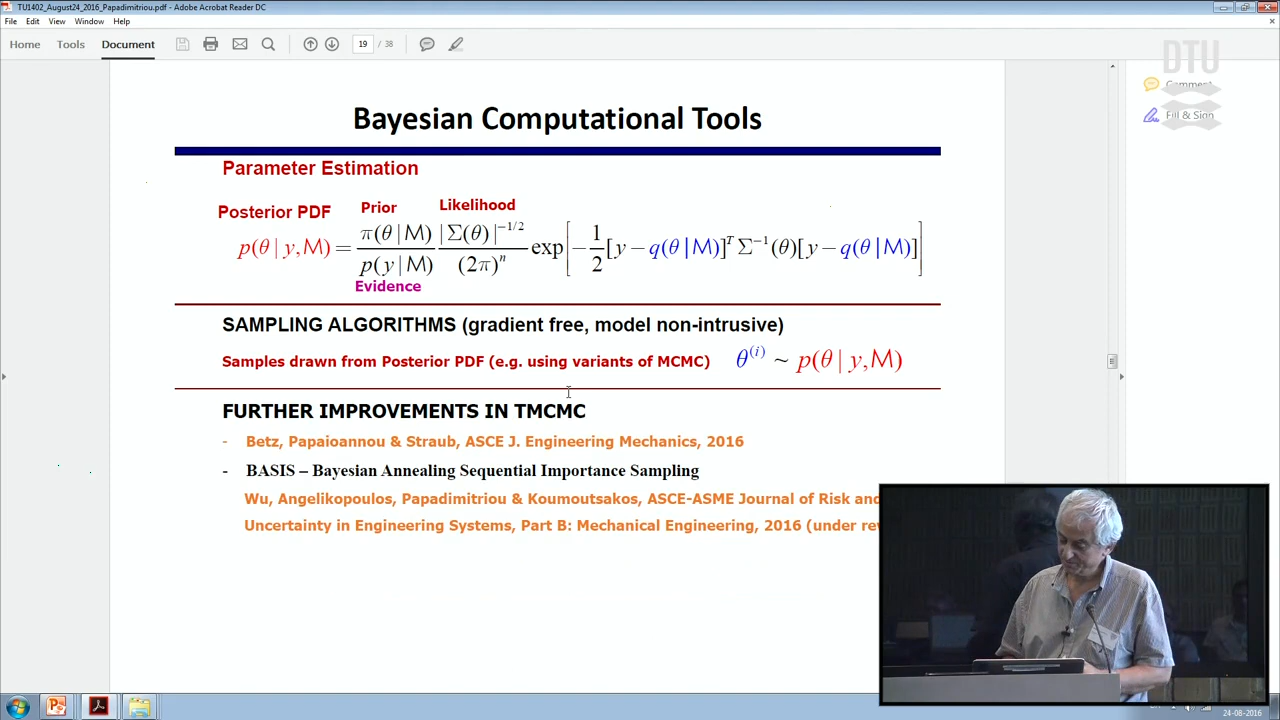 TU1402_August24_2016_Papadimitriou.pdf - Adobe Acrobat Reader DC
File Edit View Window Help
Home Tools Document 19 / 38
DTU
Comment
Fill & Sign
Bayesian Computational Tools
Parameter Estimation
Posterior PDF Prior Likelihood
p(θ | y,M) = π(θ | M) / p(y | M) |Σ(θ)|^{-1/2} / (2π)^n exp[ - 1/2 [y − q(θ | M)]^T Σ^{-1}(θ)[y − q(θ | M)] ]
Evidence
SAMPLING ALGORITHMS (gradient free, model non-intrusive)
Samples drawn from Posterior PDF (e.g. using variants of MCMC) θ^{(i)} ~ p(θ | y,M)
FURTHER IMPROVEMENTS IN TMCMC
- Betz, Papaioannou & Straub, ASCE J. Engineering Mechanics, 2016
- BASIS – Bayesian Annealing Sequential Importance Sampling
Wu, Angelikopoulos, Papadimitriou & Koumoutsakos, ASCE-ASME Journal of Risk and
Uncertainty in Engineering Systems, Part B: Mechanical Engineering, 2016 (under rev
24-08-2016